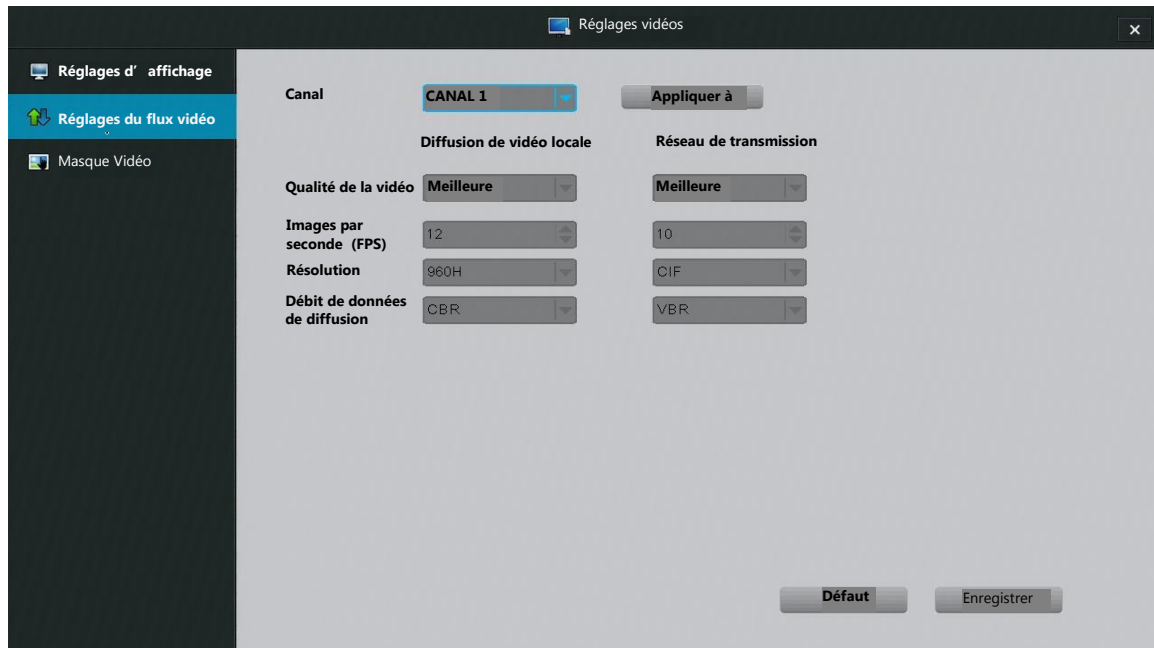 Réglages vidéos
Réglages d’ affichage
Réglages du flux vidéo
Masque Vidéo
Canal CANAL 1 Appliquer à
Diffusion de vidéo locale Réseau de transmission
Qualité de la vidéo Meilleure Meilleure
Images par
seconde (FPS) 12 10
Résolution 960H CIF
Débit de données
de diffusion CBR VBR
Défaut Enregistrer